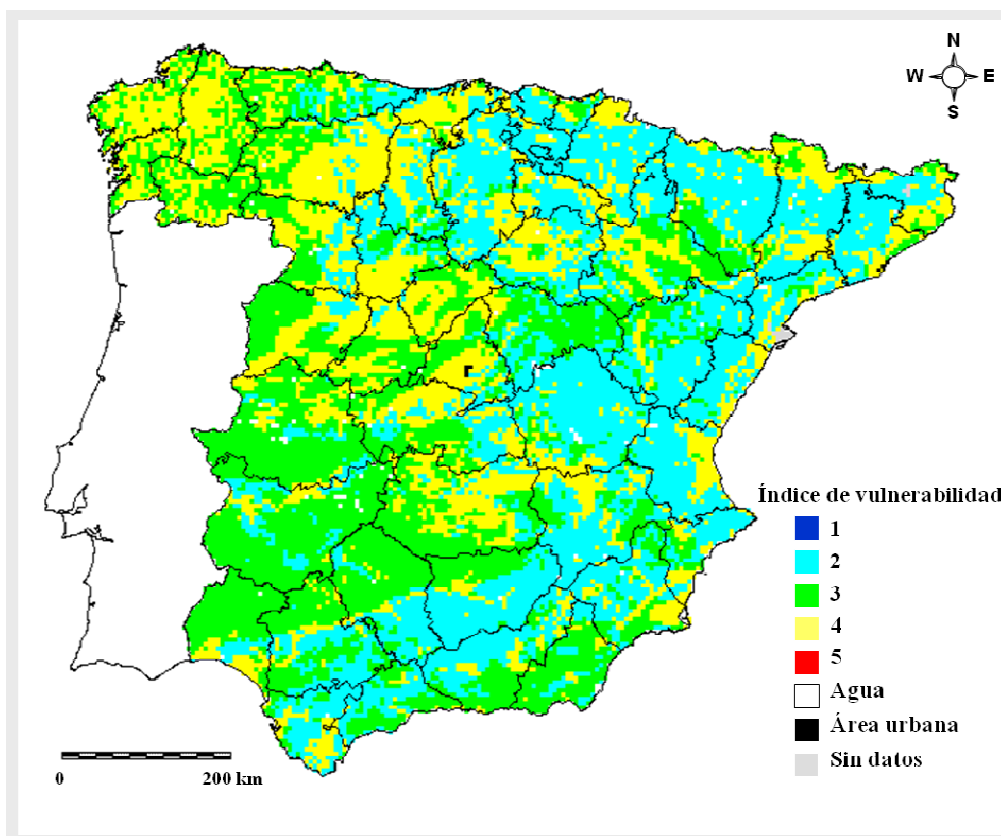 N
W E
S
Índice de vulnerabilidad
1
2
3
4
5
Agua
Área urbana
Sin datos
0 200 km